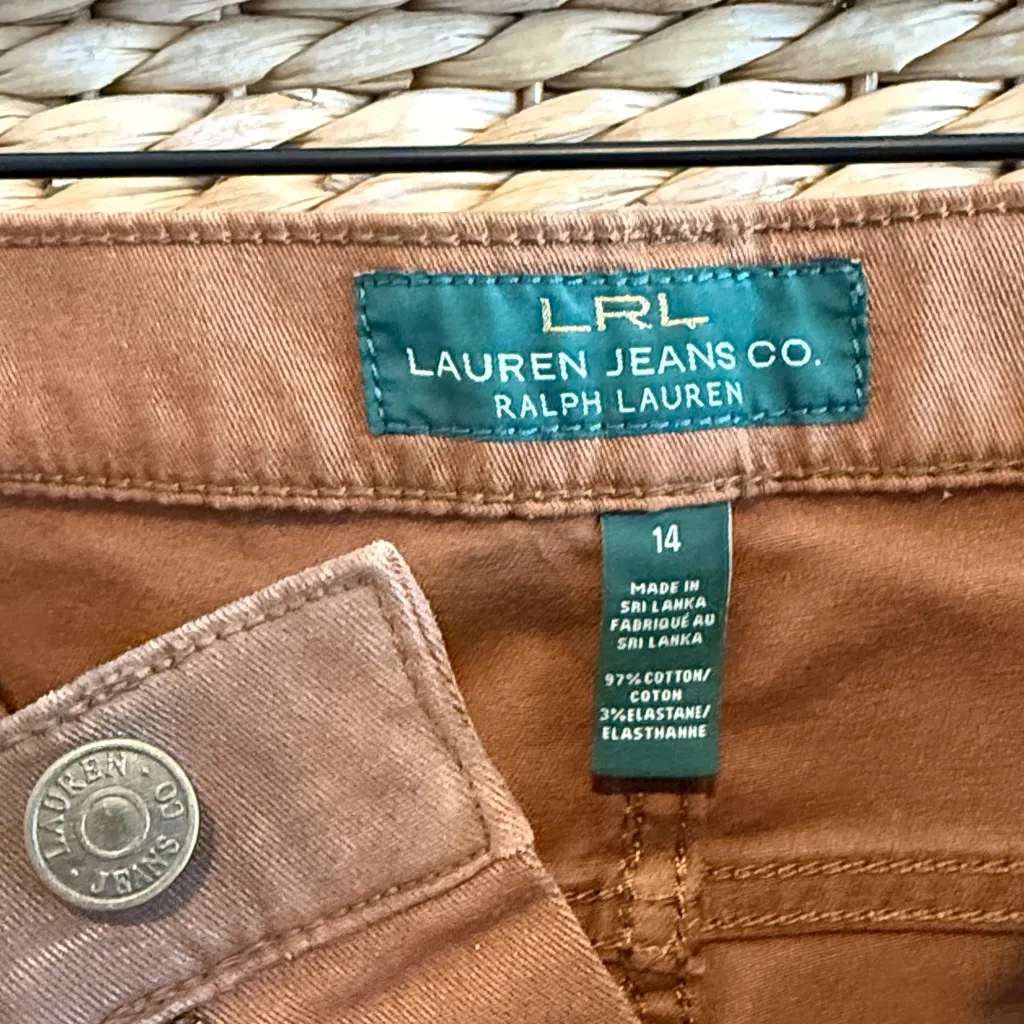 LRL
LAUREN JEANS CO.
RALPH LAUREN
14
MADE IN
SRI LANKA
FABRIQUÉ AU
SRI LANKA
97% COTTON/
COTON
3% ELASTANE/
ELASTHANNE
LAUREN · JEANS CO ·